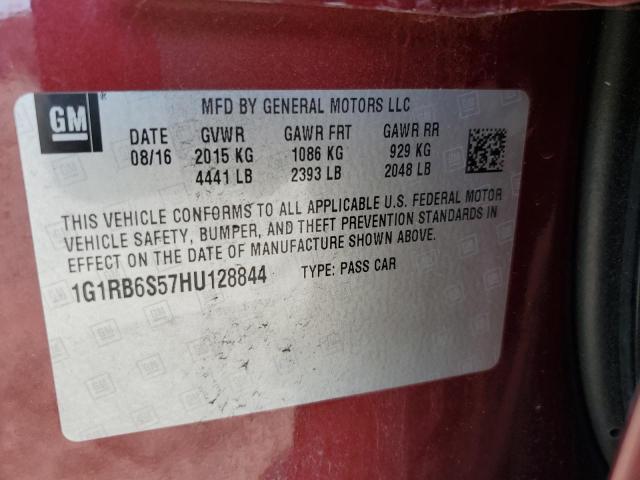 GM
MFD BY GENERAL MOTORS LLC
DATE GVWR GAWR FRT GAWR RR
08/16 2015 KG 1086 KG 929 KG
4441 LB 2393 LB 2048 LB
THIS VEHICLE CONFORMS TO ALL APPLICABLE U.S. FEDERAL MOTOR
VEHICLE SAFETY, BUMPER, AND THEFT PREVENTION STANDARDS IN
EFFECT ON THE DATE OF MANUFACTURE SHOWN ABOVE.
1G1RB6S57HU128844 TYPE: PASS CAR